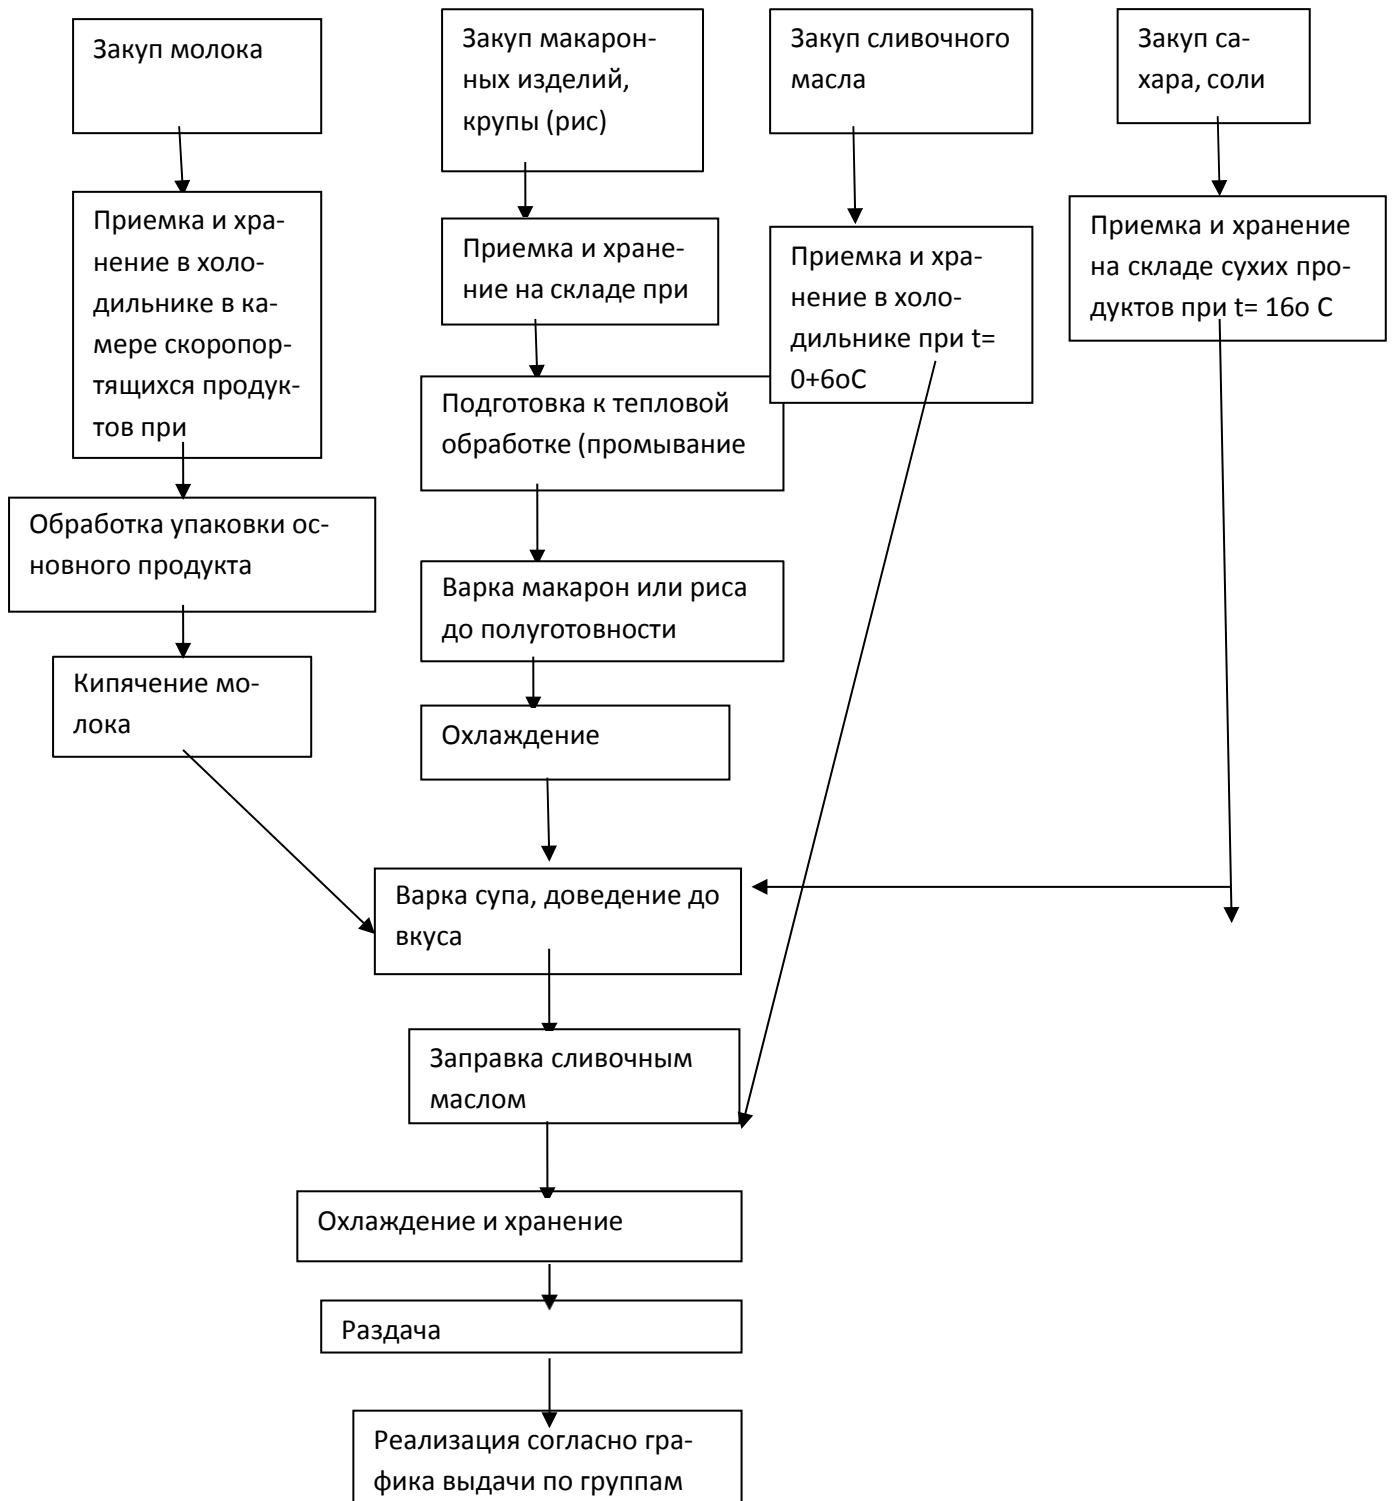 Закуп молока
Закуп макарон-
ных изделий,
крупы (рис)
Закуп сливочного
масла
Закуп са-
хара, соли
Приемка и хра-
нение в холо-
дильнике в ка-
мере скоропор-
тящихся продук-
тов при
Приемка и хране-
ние на складе при
Приемка и хра-
нение в холо-
дильнике при t=
0+6оС
Приемка и хранение
на складе сухих про-
дуктов при t= 16о С
Подготовка к тепловой
обработке (промывание
Обработка упаковки ос-
новного продукта
Варка макарон или риса
до полуготовности
Кипячение мо-
лока
Охлаждение
Варка супа, доведение до
вкуса
Заправка сливочным
маслом
Охлаждение и хранение
Раздача
Реализация согласно гра-
фика выдачи по группам